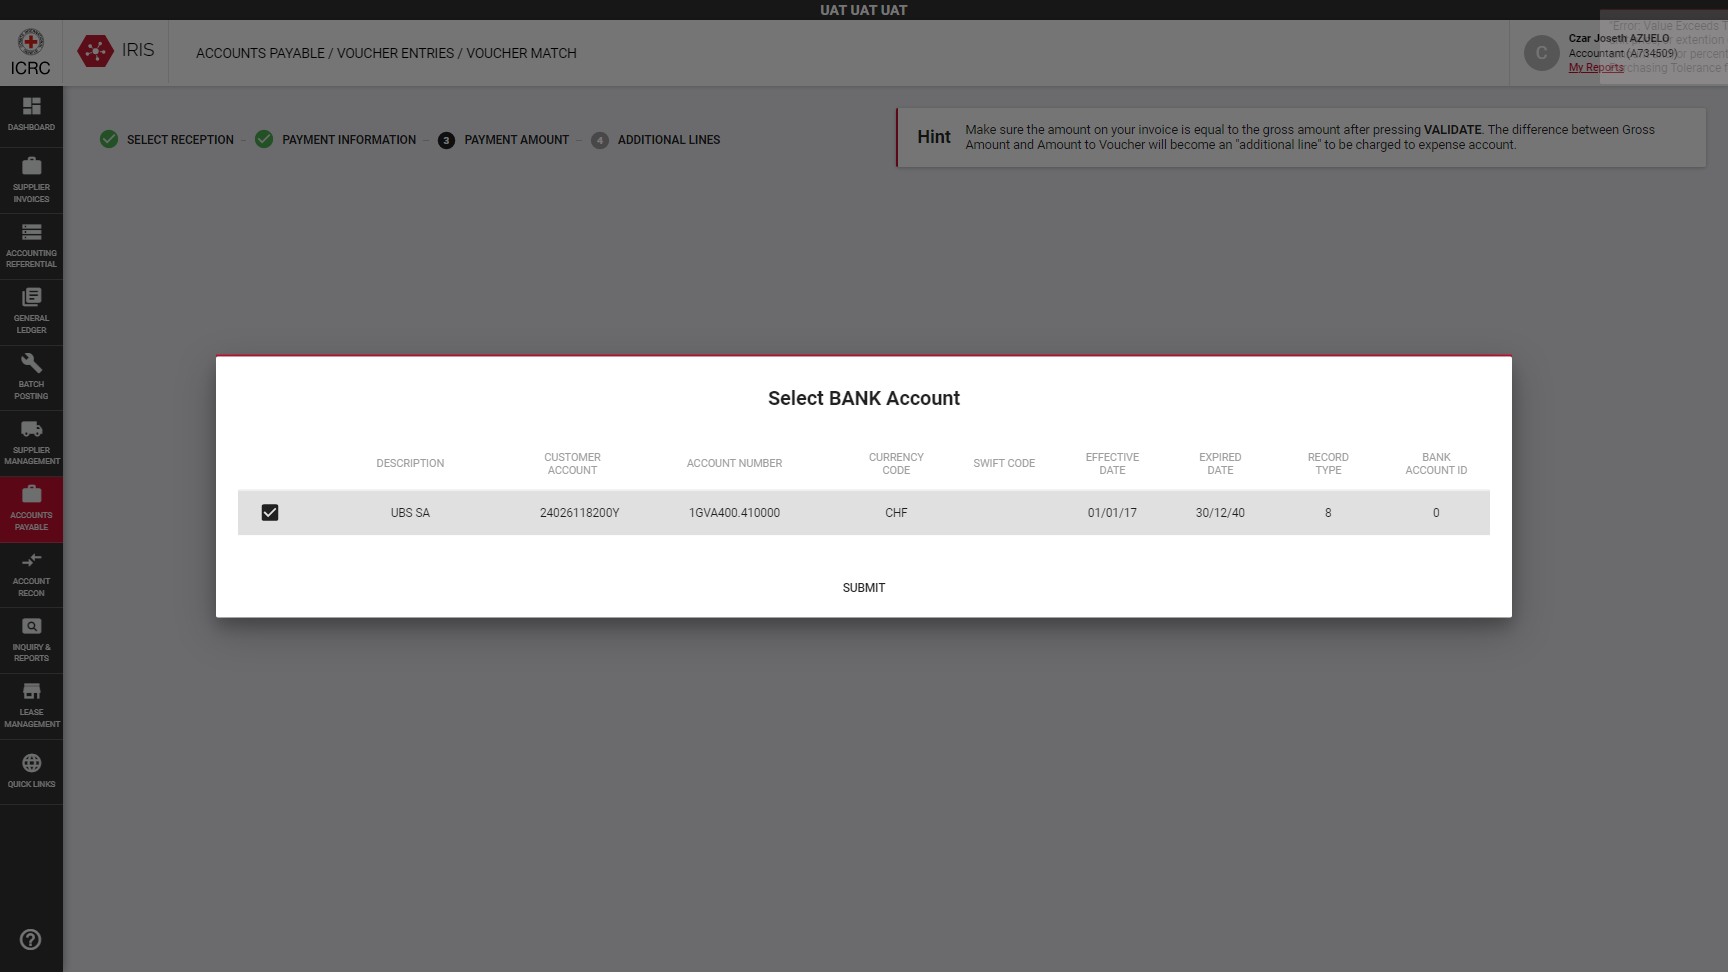 UAT UAT UAT
ICRC
IRIS
ACCOUNTS PAYABLE / VOUCHER ENTRIES / VOUCHER MATCH
C
Czar Joseth AZUELO
Accountant (A734509)
My Reports
"Error: Value Exceeds T
extention
or percent
Purchasing Tolerance f
DASHBOARD
SUPPLIER
INVOICES
ACCOUNTING
REFERENTIAL
GENERAL
LEDGER
BATCH
POSTING
SUPPLIER
MANAGEMENT
ACCOUNTS
PAYABLE
ACCOUNT
RECON
INQUIRY &
REPORTS
LEASE
MANAGEMENT
QUICK LINKS
SELECT RECEPTION
PAYMENT INFORMATION
3 PAYMENT AMOUNT
4 ADDITIONAL LINES
Hint
Make sure the amount on your invoice is equal to the gross amount after pressing VALIDATE. The difference between Gross
Amount and Amount to Voucher will become an "additional line" to be charged to expense account.
Select BANK Account
DESCRIPTION
CUSTOMER
ACCOUNT
ACCOUNT NUMBER
CURRENCY
CODE
SWIFT CODE
EFFECTIVE
DATE
EXPIRED
DATE
RECORD
TYPE
BANK
ACCOUNT ID
UBS SA 24026118200Y 1GVA400.410000 CHF 01/01/17 30/12/40 8 0
SUBMIT